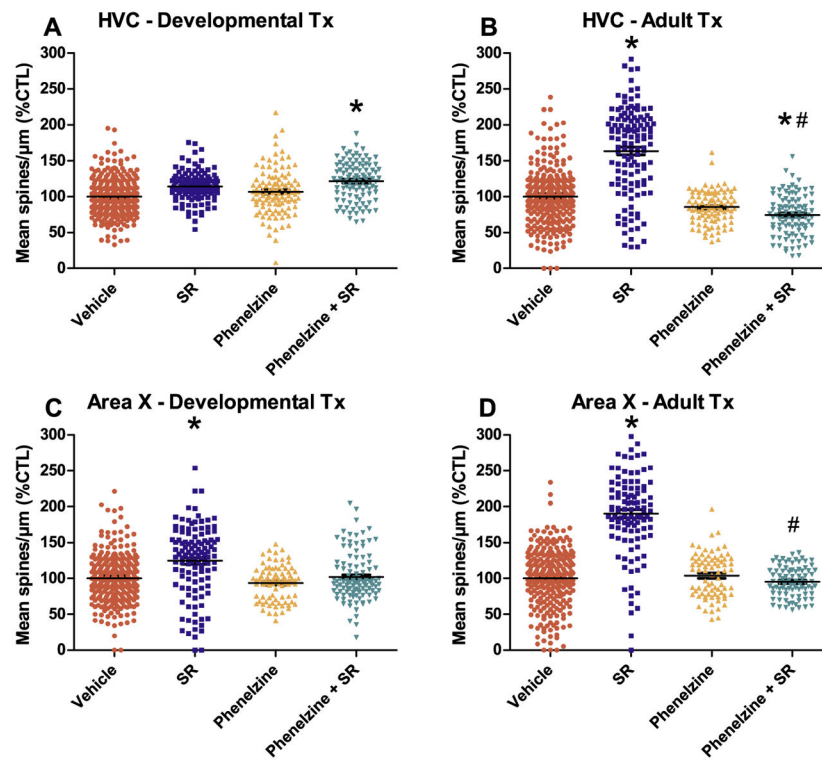 A
HVC - Developmental Tx
Mean spines/μm (%CTL)
300
250
200
150
100
50
0
*
Vehicle
SR
Phenelzine
Phenelzine + SR
B
HVC - Adult Tx
Mean spines/μm (%CTL)
300
250
200
150
100
50
0
*
* #
Vehicle
SR
Phenelzine
Phenelzine + SR
C
Area X - Developmental Tx
Mean spines/μm (%CTL)
300
250
200
150
100
50
0
*
Vehicle
SR
Phenelzine
Phenelzine + SR
D
Area X - Adult Tx
Mean spines/μm (%CTL)
300
250
200
150
100
50
0
*
#
Vehicle
SR
Phenelzine
Phenelzine + SR